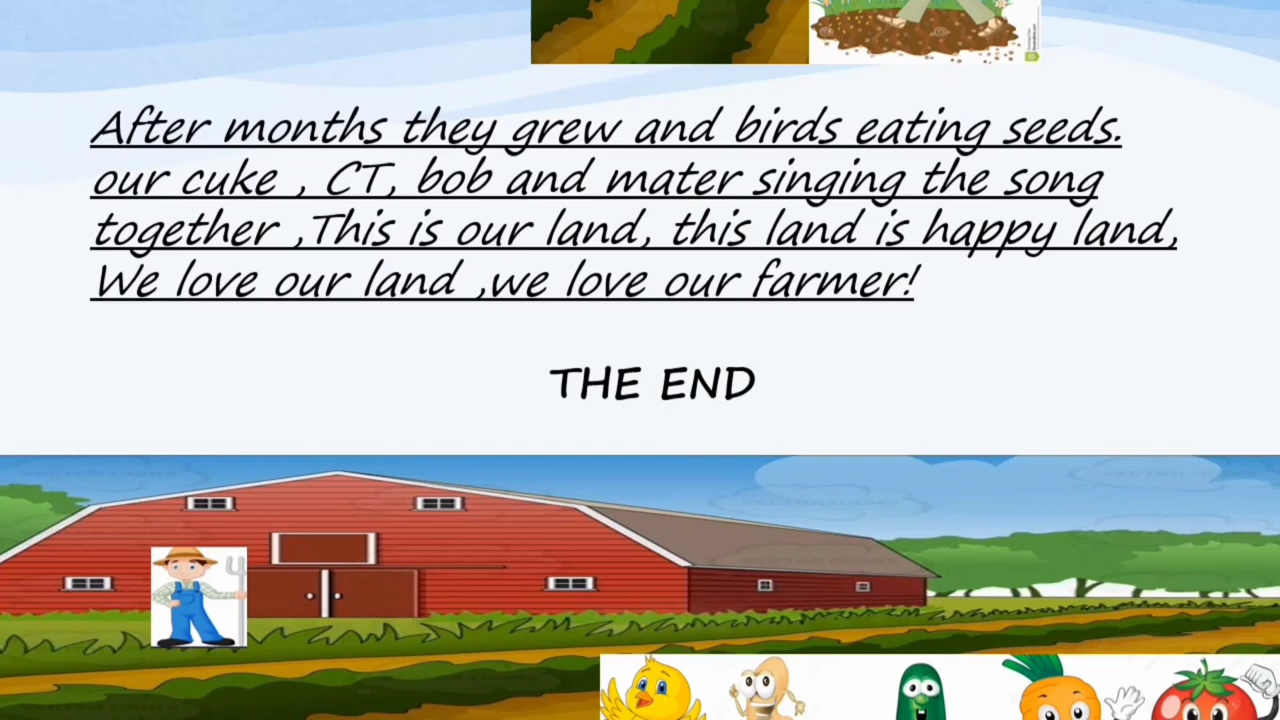 After months they grew and birds eating seeds.
our cuke , CT, bob and mater singing the song
together ,This is our land, this land is happy land,
We love our land ,we love our farmer!
THE END